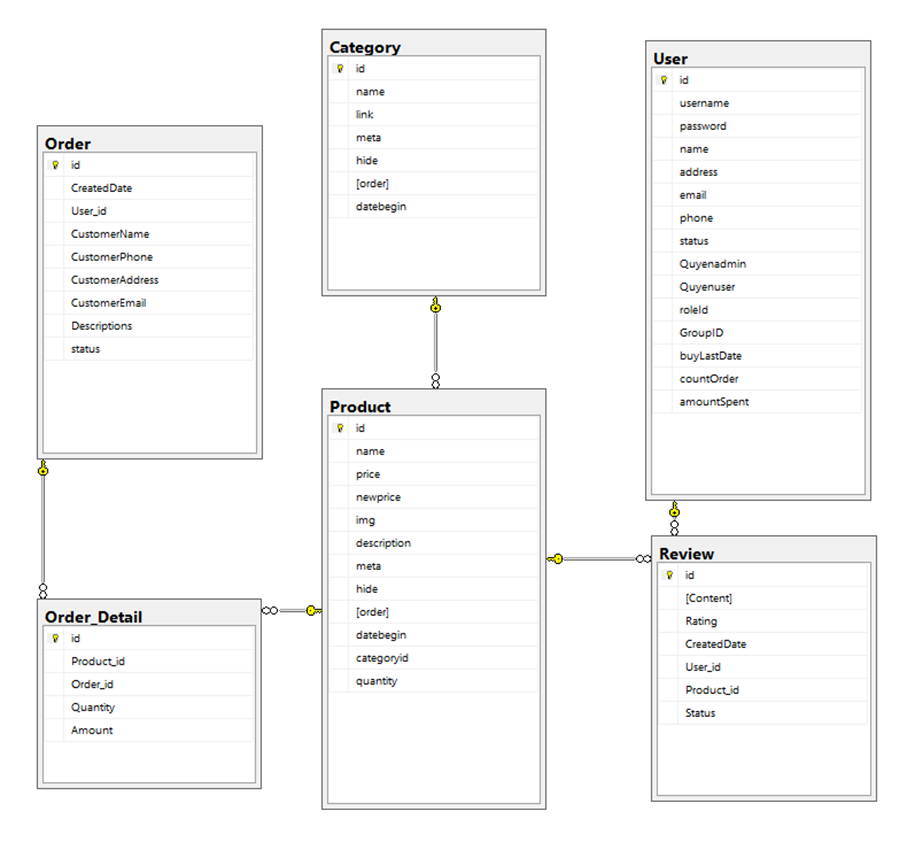 Category
id
name
link
meta
hide
[order]
datebegin
User
id
username
password
name
address
email
phone
status
Quyenadmin
Quyenuser
roleId
GroupID
buyLastDate
countOrder
amountSpent
Order
id
CreatedDate
User_id
CustomerName
CustomerPhone
CustomerAddress
CustomerEmail
Descriptions
status
Product
id
name
price
newprice
img
description
meta
hide
[order]
datebegin
categoryid
quantity
Review
id
[Content]
Rating
CreatedDate
User_id
Product_id
Status
Order_Detail
id
Product_id
Order_id
Quantity
Amount